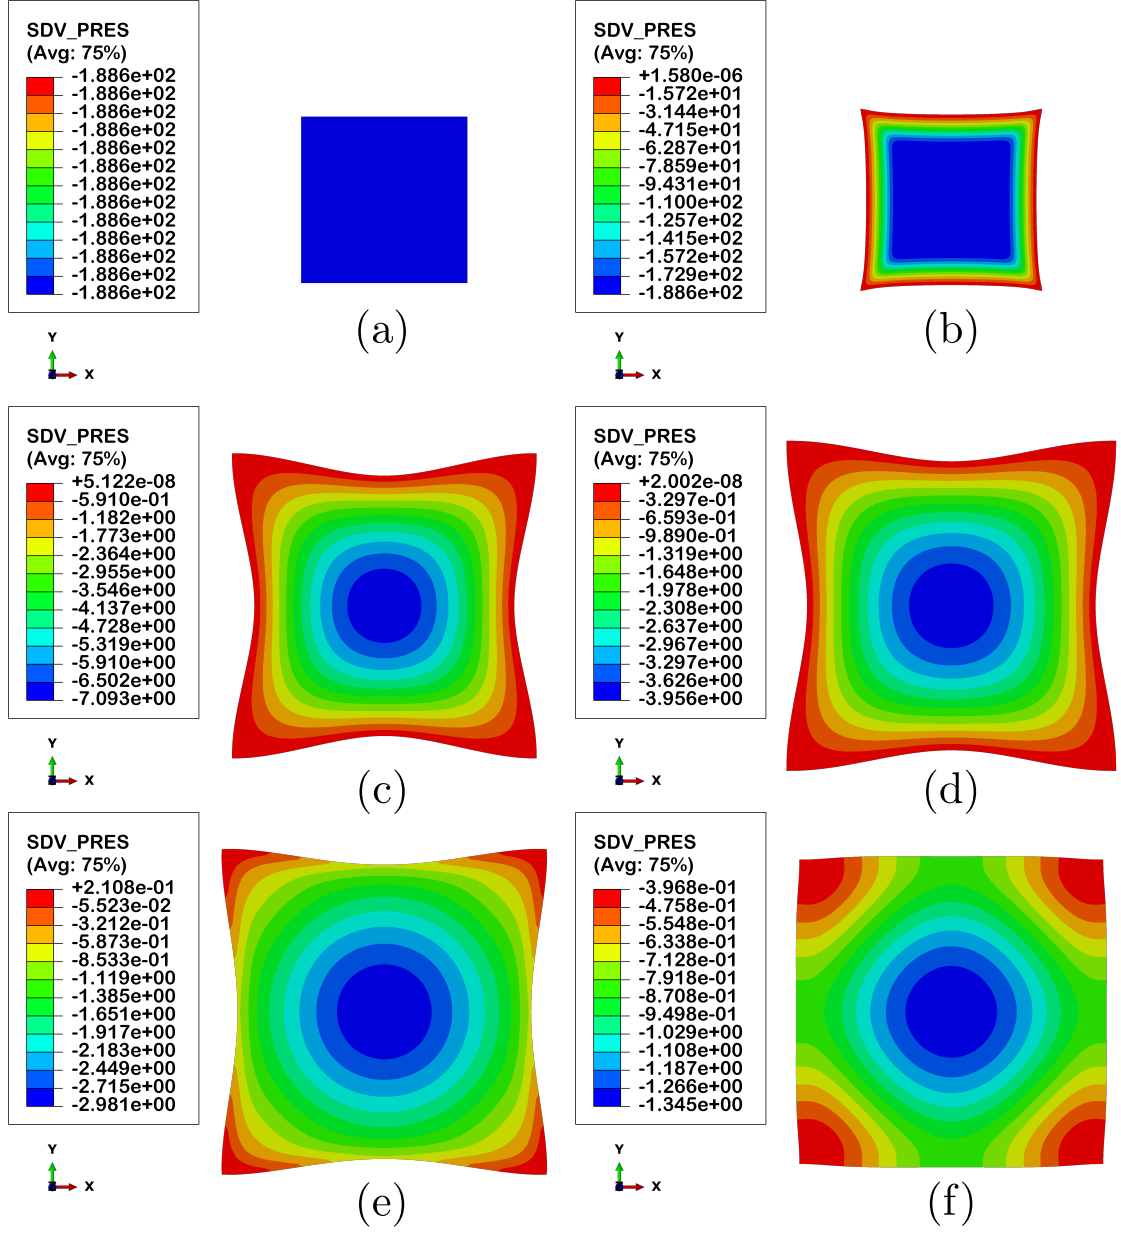 SDV_PRES
(Avg: 75%)
-1.886e+02
-1.886e+02
-1.886e+02
-1.886e+02
-1.886e+02
-1.886e+02
-1.886e+02
-1.886e+02
-1.886e+02
-1.886e+02
-1.886e+02
-1.886e+02
-1.886e+02
Y
Z X
(a)
SDV_PRES
(Avg: 75%)
+1.580e-06
-1.572e+01
-3.144e+01
-4.715e+01
-6.287e+01
-7.859e+01
-9.431e+01
-1.100e+02
-1.257e+02
-1.415e+02
-1.572e+02
-1.729e+02
-1.886e+02
Y
Z X
(b)
SDV_PRES
(Avg: 75%)
+5.122e-08
-5.910e-01
-1.182e+00
-1.773e+00
-2.364e+00
-2.955e+00
-3.546e+00
-4.137e+00
-4.728e+00
-5.319e+00
-5.910e+00
-6.502e+00
-7.093e+00
Y
Z X
(c)
SDV_PRES
(Avg: 75%)
+2.002e-08
-3.297e-01
-6.593e-01
-9.890e-01
-1.319e+00
-1.648e+00
-1.978e+00
-2.308e+00
-2.637e+00
-2.967e+00
-3.297e+00
-3.626e+00
-3.956e+00
Y
Z X
(d)
SDV_PRES
(Avg: 75%)
+2.108e-01
-5.523e-02
-3.212e-01
-5.873e-01
-8.533e-01
-1.119e+00
-1.385e+00
-1.651e+00
-1.917e+00
-2.183e+00
-2.449e+00
-2.715e+00
-2.981e+00
Y
Z X
(e)
SDV_PRES
(Avg: 75%)
-3.968e-01
-4.758e-01
-5.548e-01
-6.338e-01
-7.128e-01
-7.918e-01
-8.708e-01
-9.498e-01
-1.029e+00
-1.108e+00
-1.187e+00
-1.266e+00
-1.345e+00
Y
Z X
(f)